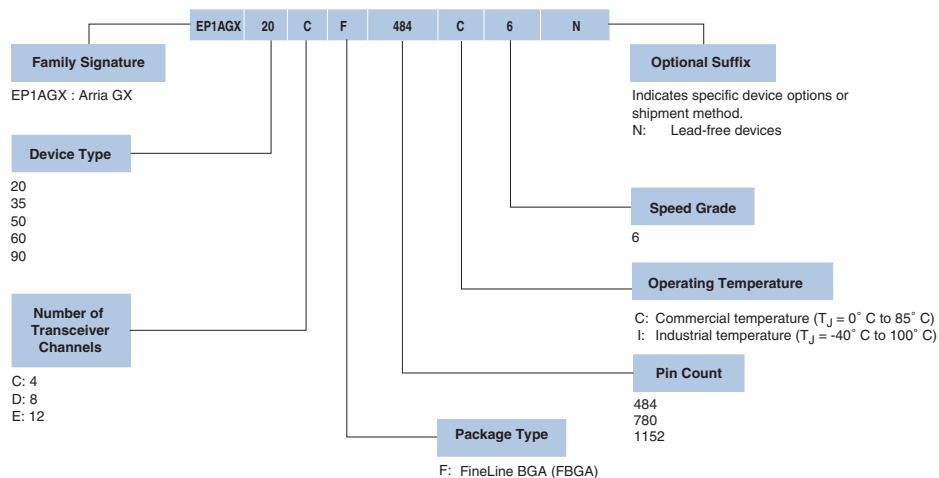 EP1AGX 20 C F 484 C 6 N
Family Signature
EP1AGX : Arria GX
Device Type
20
35
50
60
90
Number of
Transceiver
Channels
C: 4
D: 8
E: 12
Optional Suffix
Indicates specific device options or
shipment method.
N: Lead-free devices
Speed Grade
6
Operating Temperature
C: Commercial temperature (TJ = 0° C to 85° C)
I: Industrial temperature (TJ = -40° C to 100° C)
Pin Count
484
780
1152
Package Type
F: FineLine BGA (FBGA)